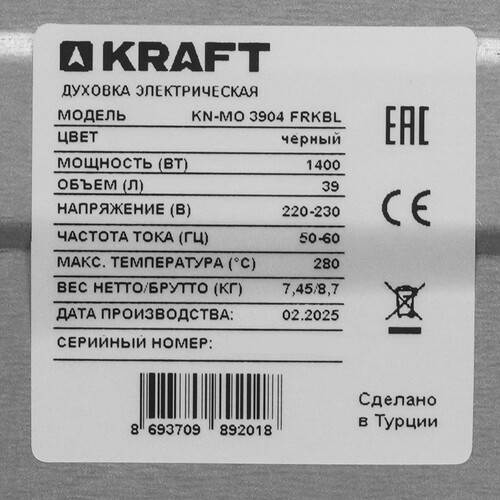 KRAFT
ДУХОВКА ЭЛЕКТРИЧЕСКАЯ
МОДЕЛЬ KN-MO 3904 FRKBL
ЦВЕТ черный
МОЩНОСТЬ (ВТ) 1400
ОБЪЕМ (Л) 39
НАПРЯЖЕНИЕ (В) 220-230
ЧАСТОТА ТОКА (ГЦ) 50-60
МАКС. ТЕМПЕРАТУРА (°С) 280
ВЕС НЕТТО/БРУТТО (КГ) 7,45/8,7
ДАТА ПРОИЗВОДСТВА: 02.2025
СЕРИЙНЫЙ НОМЕР:
EAC
CE
8 693709 892018
Сделано
в Турции